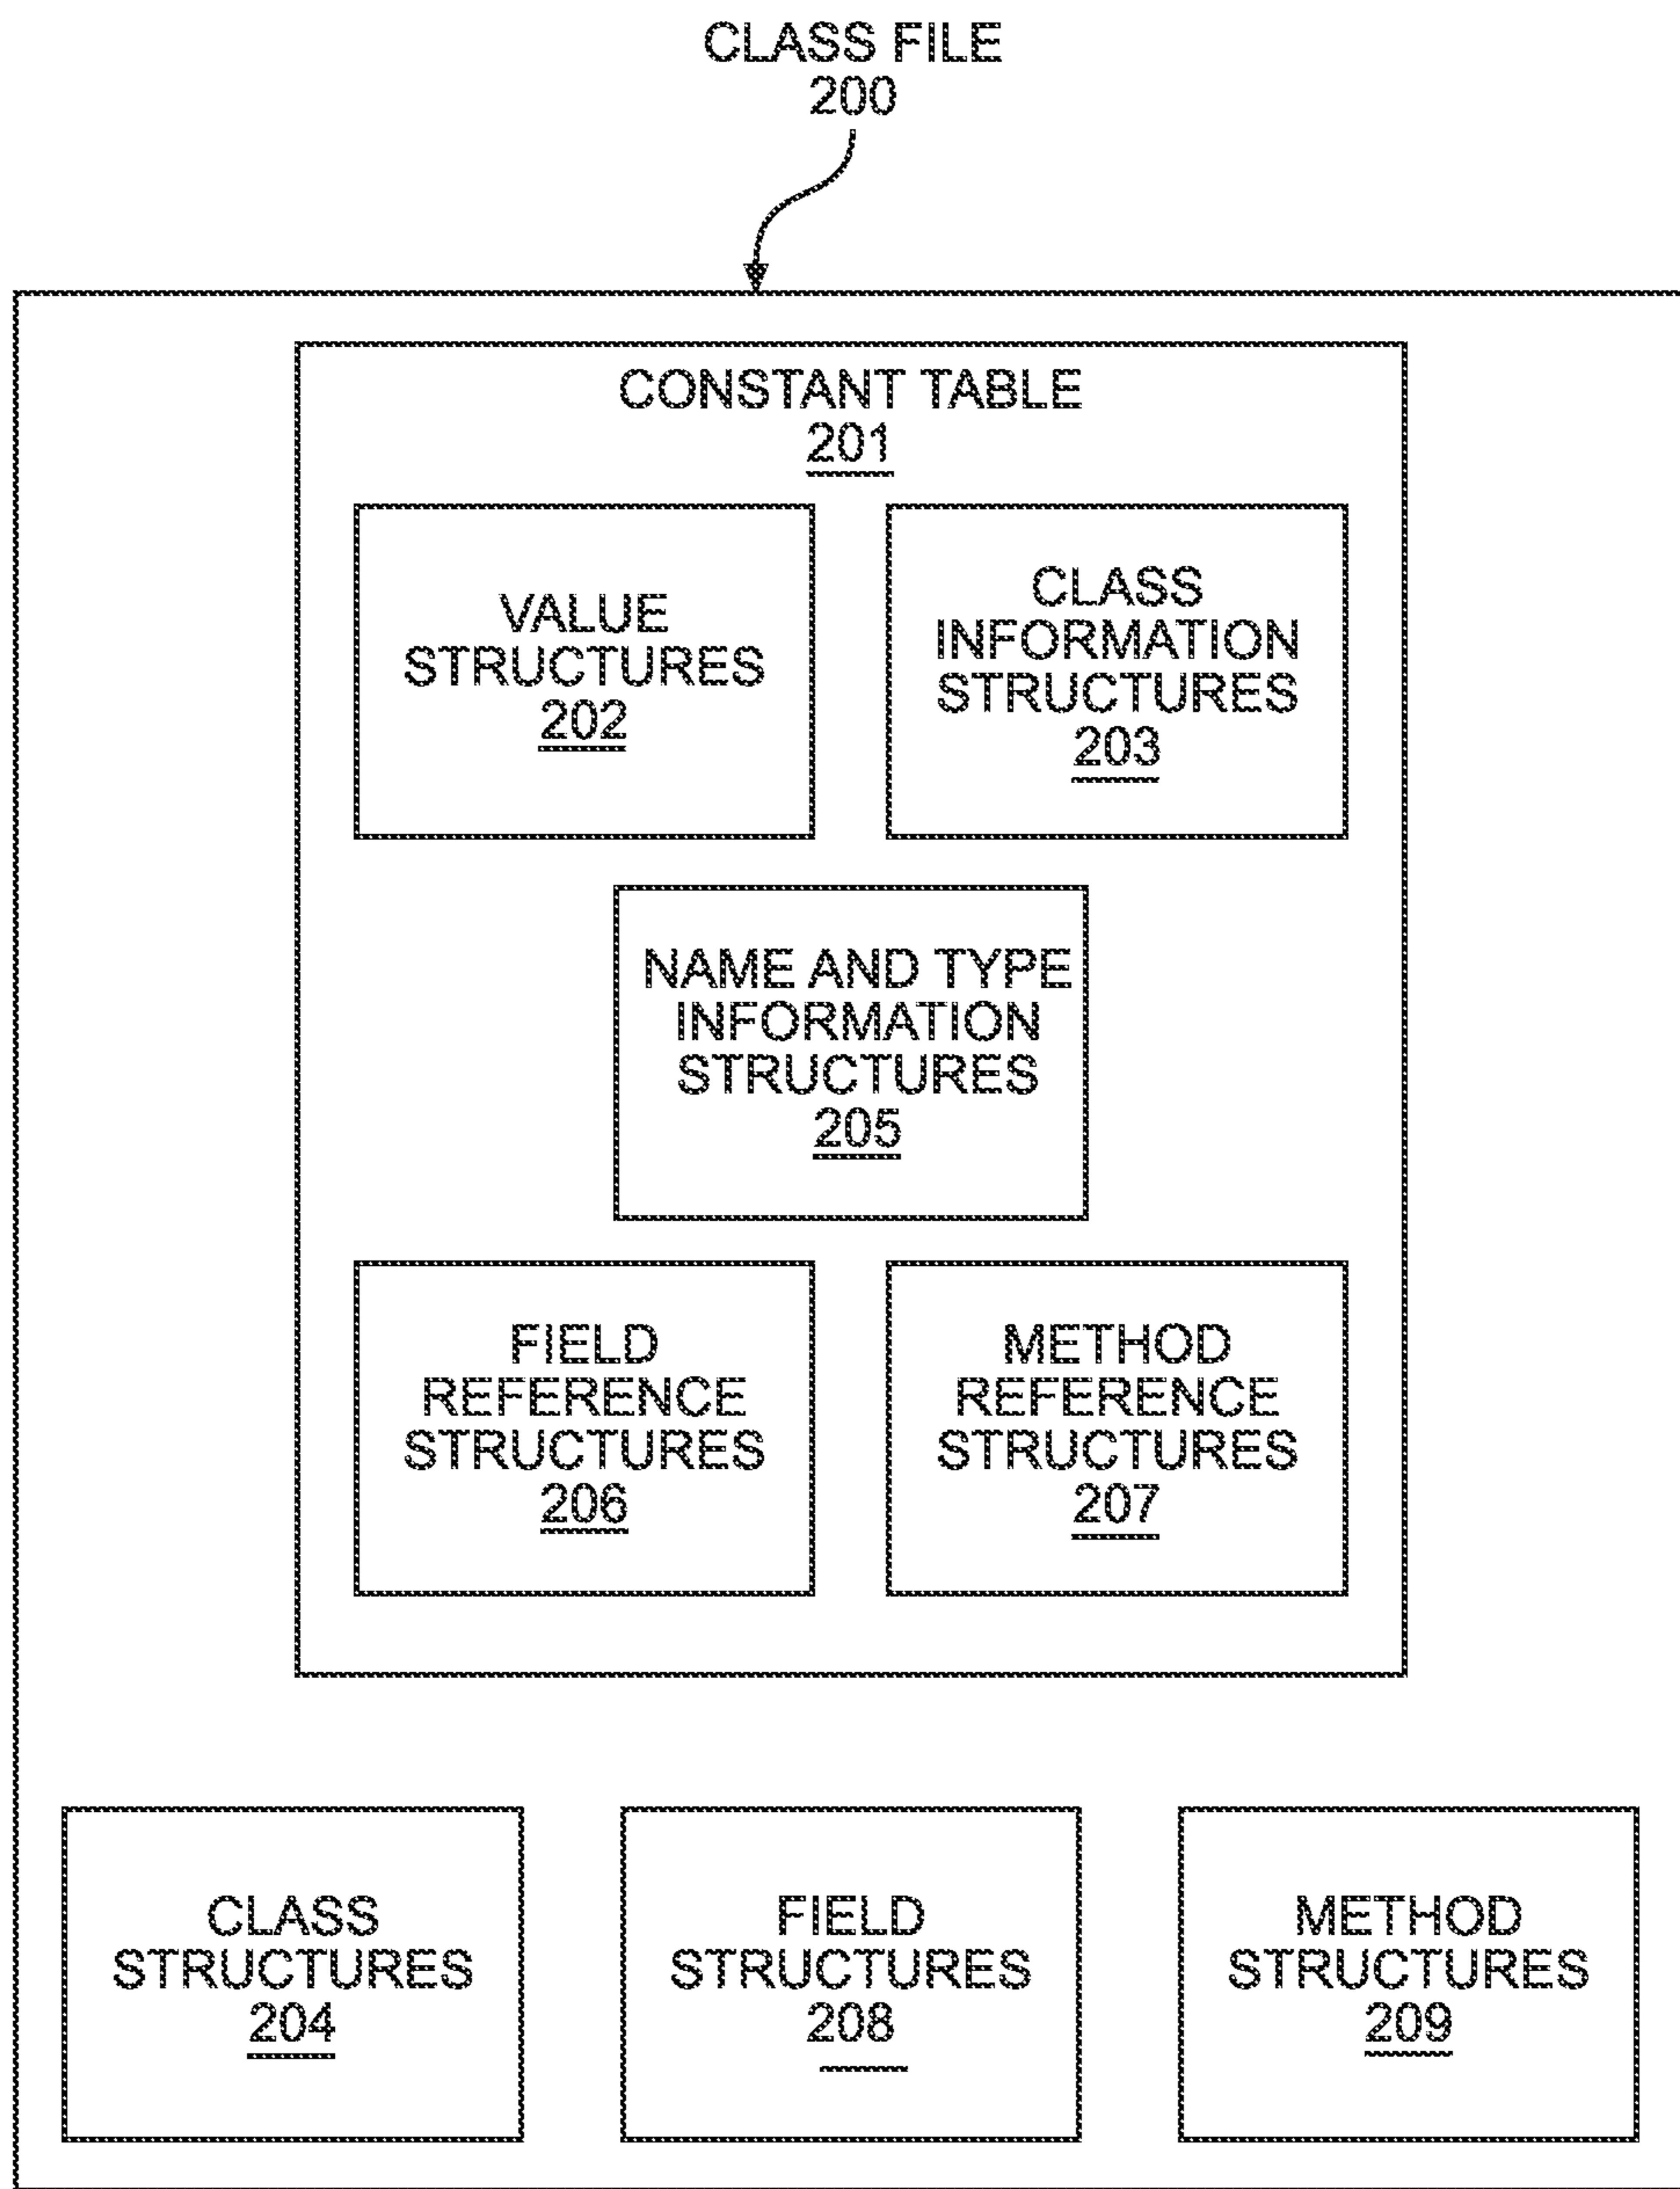 CLASS FILE
200
CONSTANT TABLE
201
VALUE
STRUCTURES
202
CLASS
INFORMATION
STRUCTURES
203
NAME AND TYPE
INFORMATION
STRUCTURES
205
FIELD
REFERENCE
STRUCTURES
206
METHOD
REFERENCE
STRUCTURES
207
CLASS
STRUCTURES
204
FIELD
STRUCTURES
208
METHOD
STRUCTURES
209